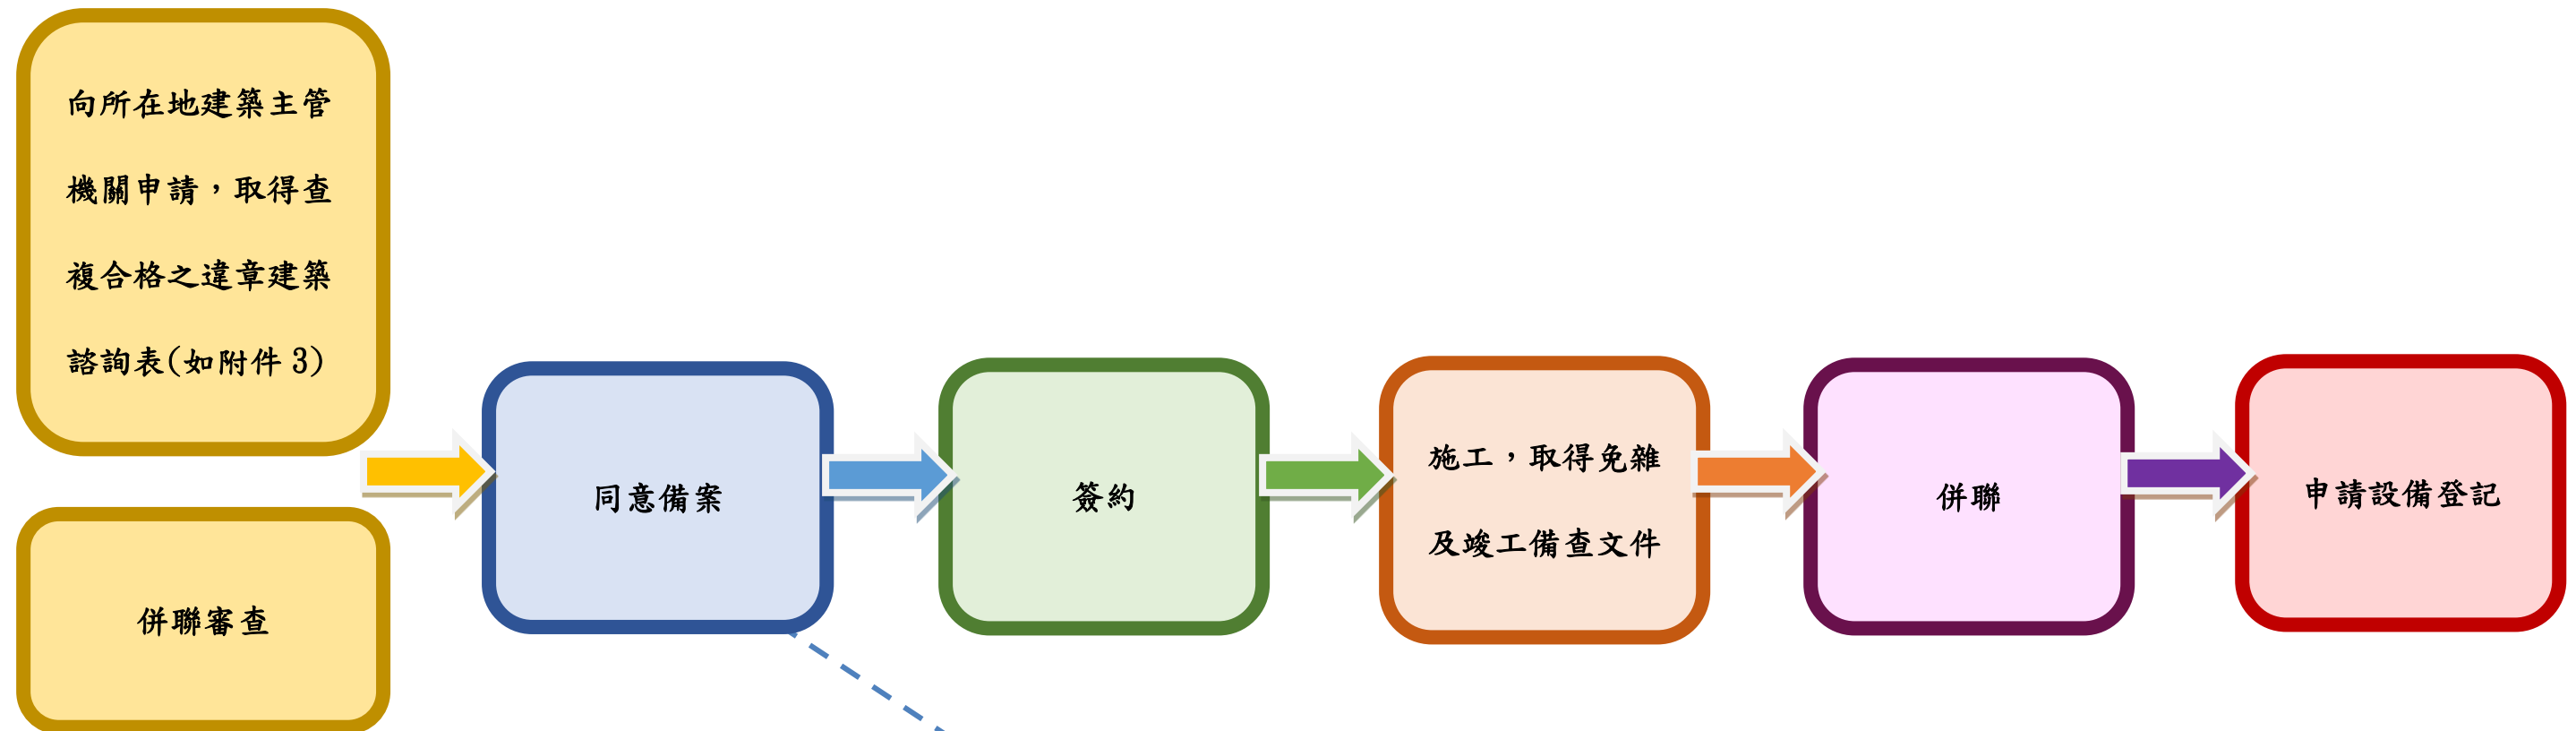 向所在地建築主管
機關申請，取得查
複合格之違章建築
諮詢表(如附件 3)
併聯審查
同意備案
簽約
施工，取得免雜
及竣工備查文件
併聯
申請設備登記